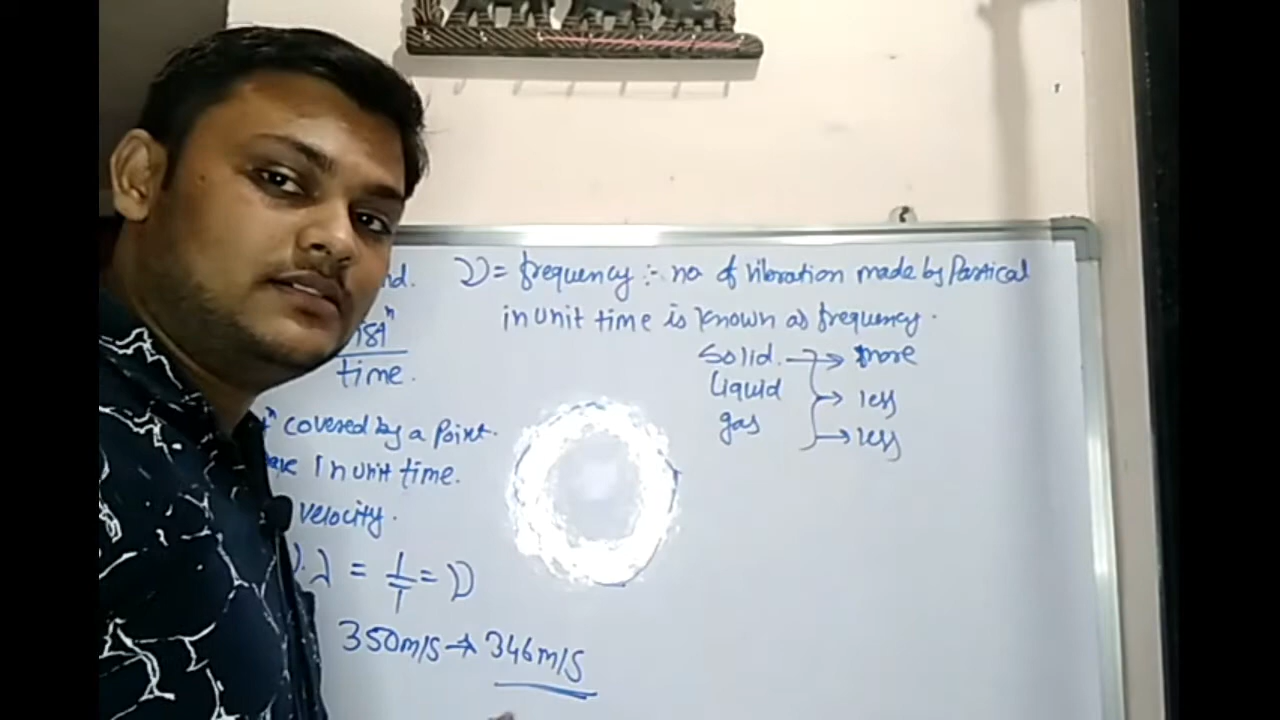 nd.
ν = frequency :- no of vibration made by Partical
in unit time is known as frequency.
time.
covered by a Point.
In unit time.
velocity.
λ = 1/T = ν
350m/s → 346m/s
Solid. → more
Liquid → less
gas → less